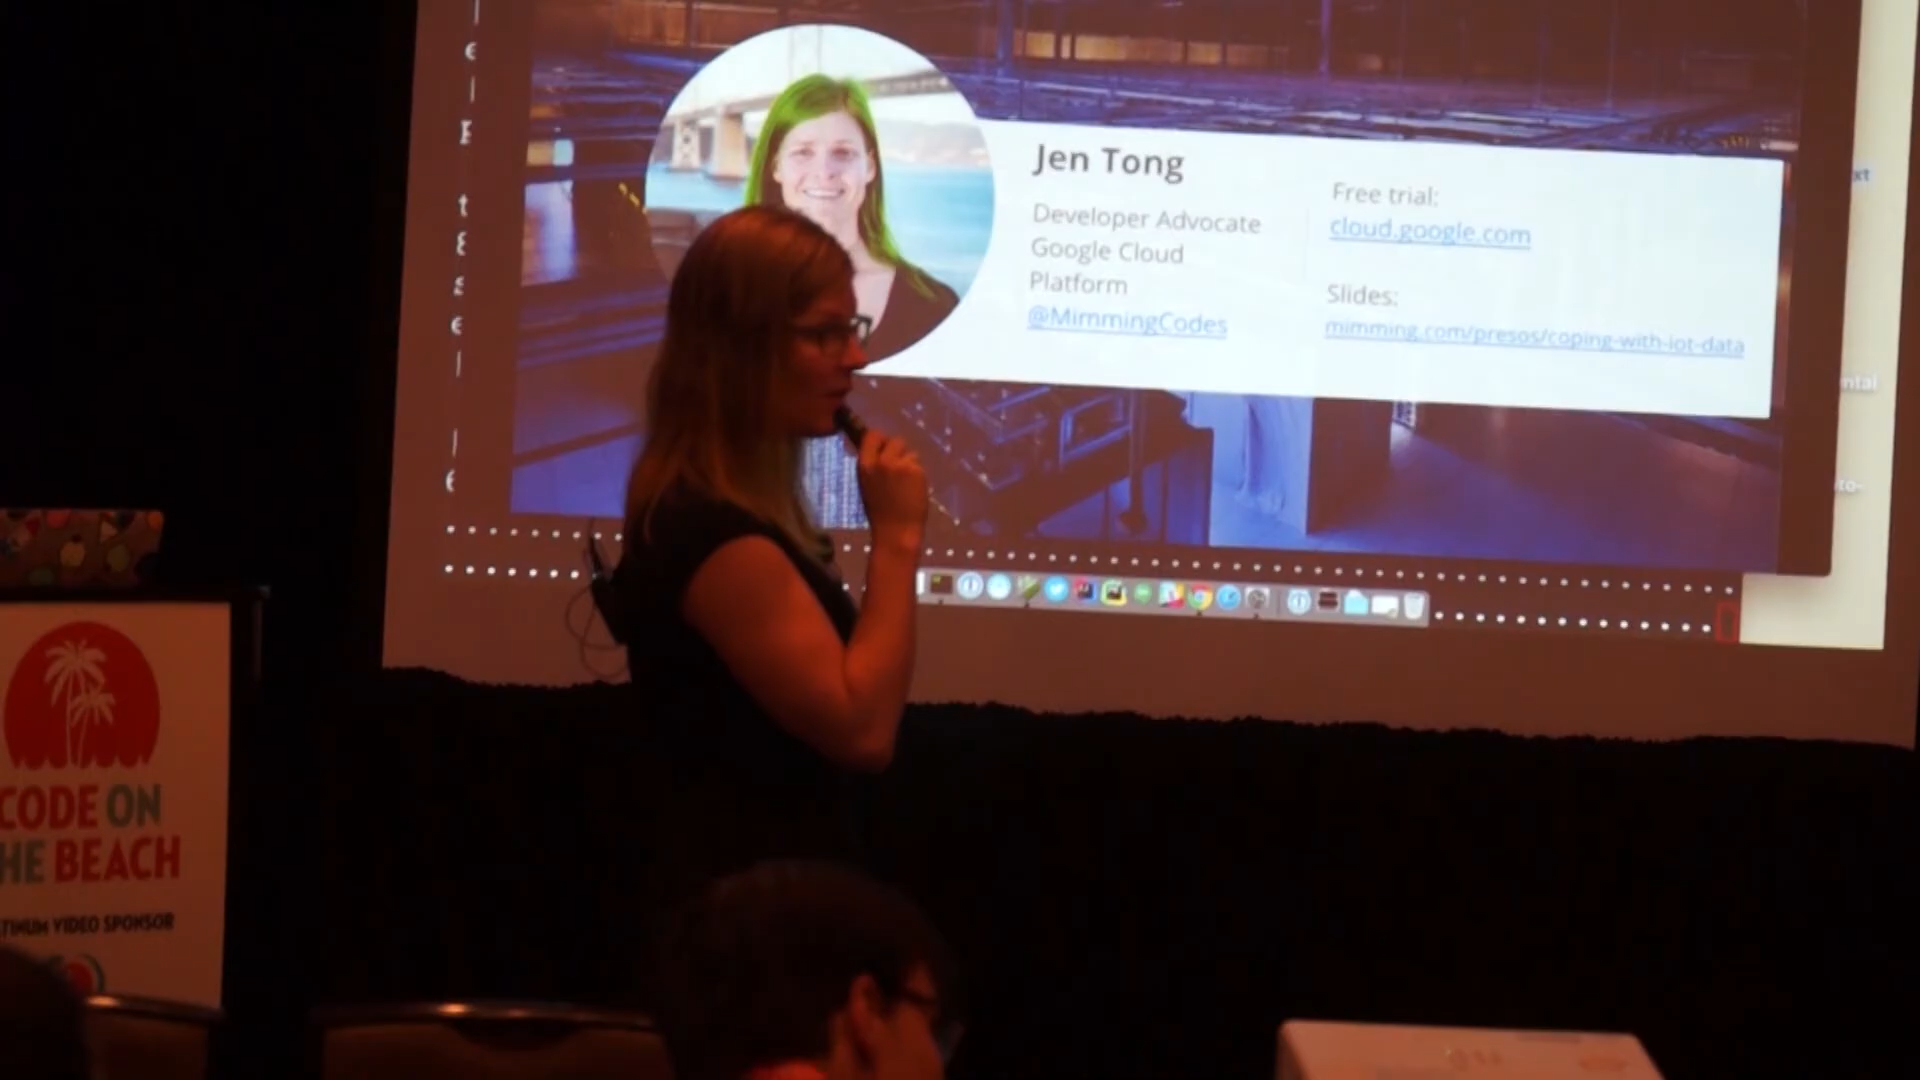 Jen Tong
Developer Advocate
Google Cloud
Platform
@MimmingCodes
Free trial:
cloud.google.com
Slides:
mimming.com/presos/coping-with-iot-data
CODE ON
HE BEACH
TINUM VIDEO SPONSOR